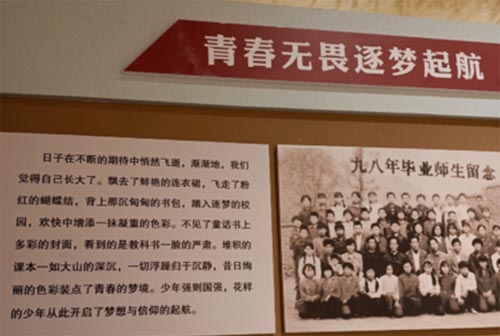 青春无畏逐梦起航
日子在不断的期待中悄然飞逝，渐渐地，我们
觉得自己长大了。飘去了鲜艳的连衣裙，飞走了粉
红的蝴蝶结，背上那沉甸甸的书包，踏入逐梦的校
园，欢快中增添一抹凝重的色彩。不见了童话书上
多彩的封面，看到的是教科书一脸的严肃。堆积的
课本一如大山的深沉，一切浮躁归于沉静，昔日绚
丽的色彩装点了青春的梦境。少年强则国强，花样
的少年从此开启了梦想与信仰的起航。
九八年毕业师生留念